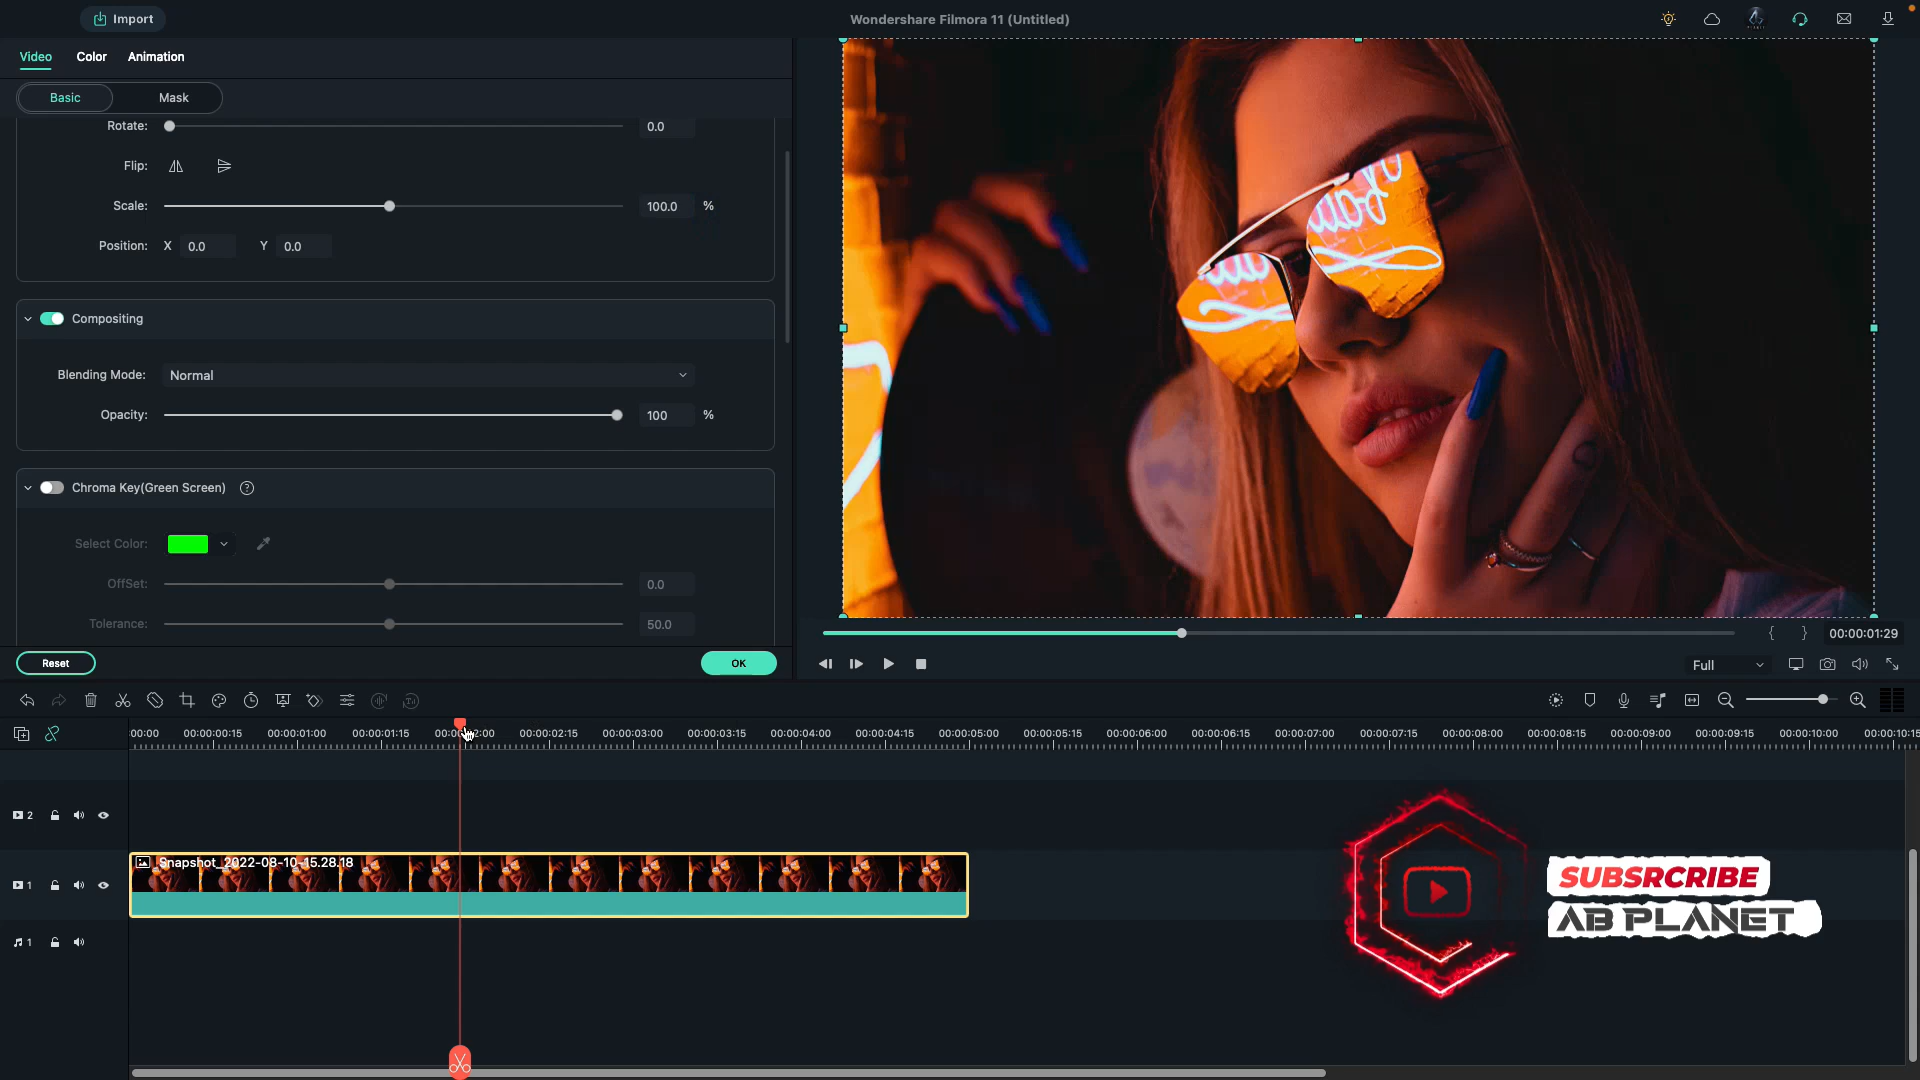 Import
Wondershare Filmora 11 (Untitled)
Video Color Animation
Basic Mask
Rotate: 0.0
Flip:
Scale: 100.0 %
Position: X 0.0 Y 0.0
Compositing
Blending Mode: Normal
Opacity: 100 %
Chroma Key(Green Screen) ?
Select Color:
OffSet: 0.0
Tolerance: 50.0
Reset OK
{ } 00:00:01:29
Full
:00:00 00:00:00:15 00:00:01:00 00:00:01:15 00:00:02:15 00:00:03:00 00:00:03:15 00:00:04:00 00:00:04:15 00:00:05:00 00:00:05:15 00:00:06:00 00:00:06:15 00:00:07:00 00:00:07:15 00:00:08:00 00:00:08:15 00:00:09:00 00:00:09:15 00:00:10:00 00:00:10:15
2
Snapshot_2022-08-10-15.28.18
1
1
SUBSRCRIBE
AB PLANET